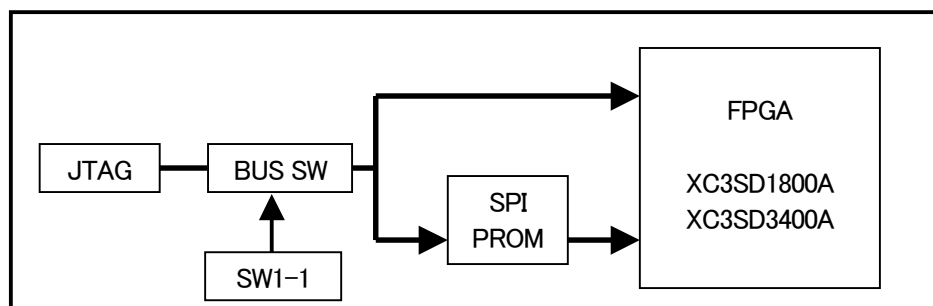 FPGA
JTAG
BUS SW
XC3SD1800A
SPI
PROM
XC3SD3400A
SW1-1